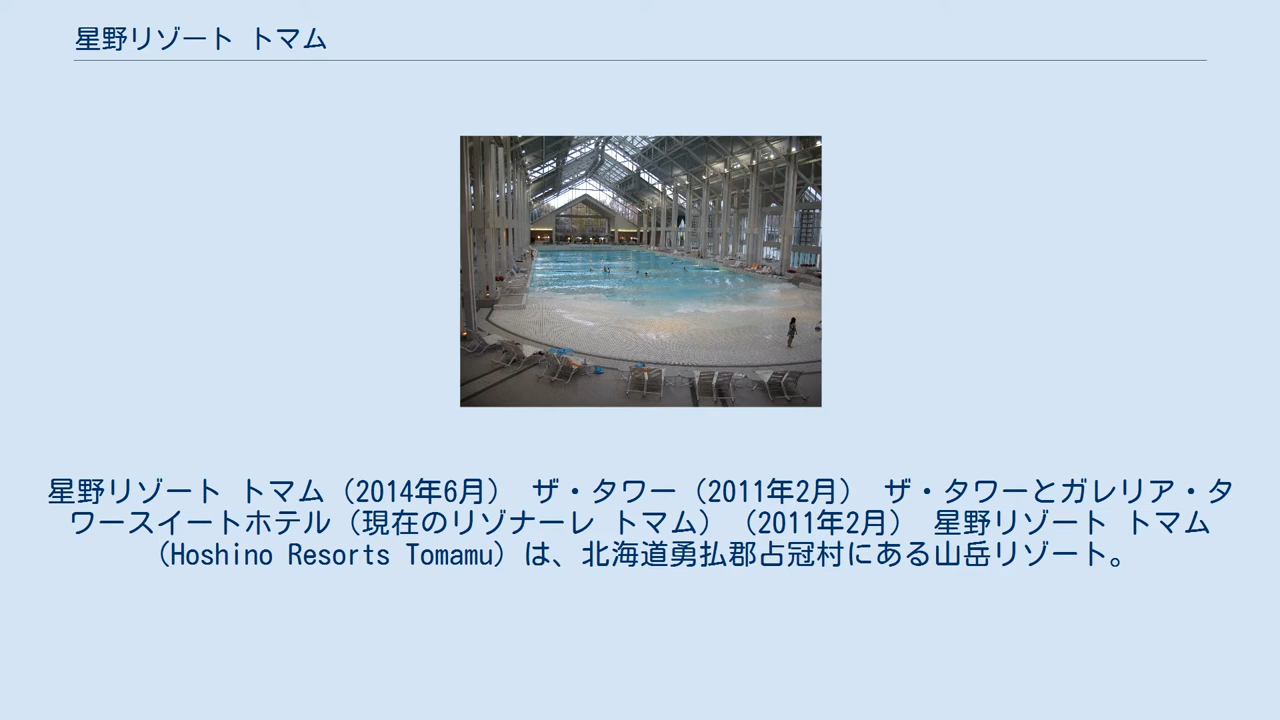 星野リゾート トマム
星野リゾート トマム（2014年6月） ザ・タワー（2011年2月） ザ・タワーとガレリア・タ
ワースイートホテル（現在のリゾナーレ トマム）（2011年2月） 星野リゾート トマム
（Hoshino Resorts Tomamu）は、北海道勇払郡占冠村にある山岳リゾート。